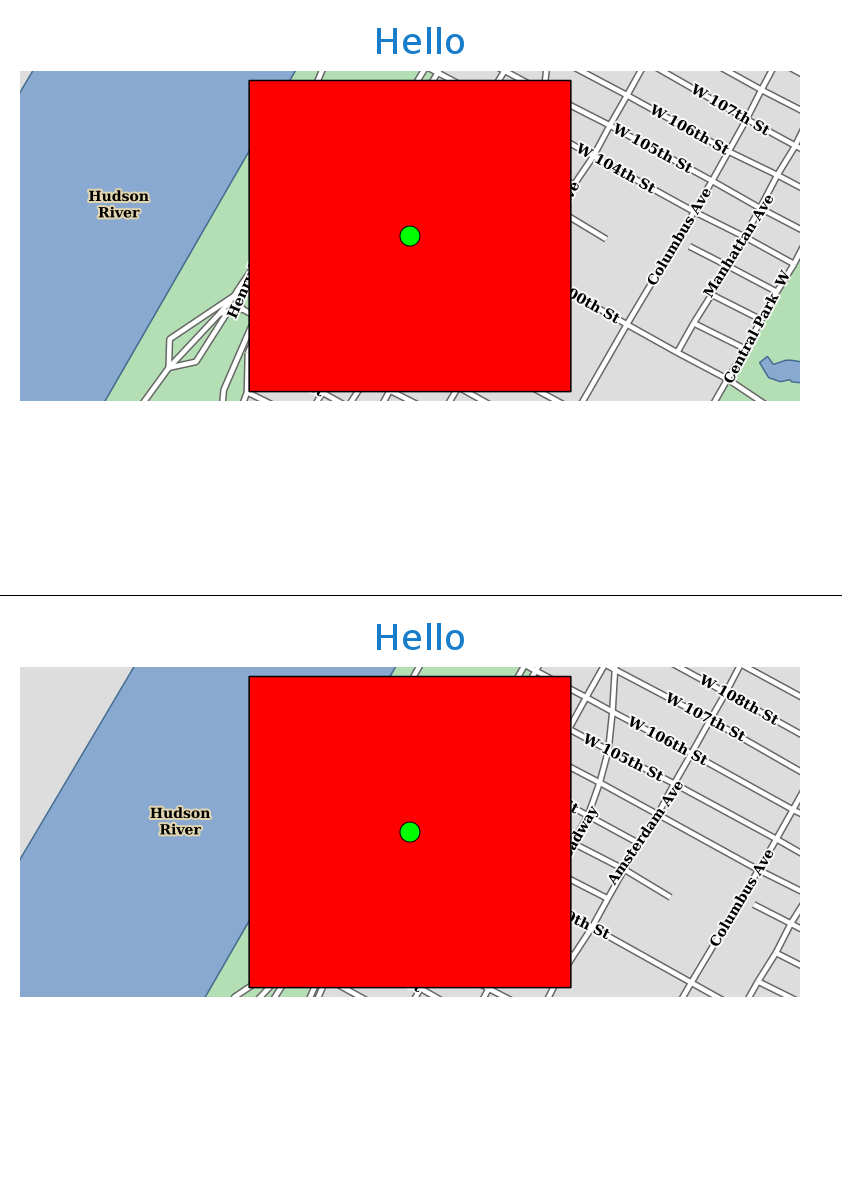 Hello
W 107th St
W 106th St
W 105th St
W 104th St
Hudson
River
Columbus Ave
Manhattan Ave
Central Park W
Henry
00th St
Hello
W 108th St
W 107th St
W 106th St
W 105th St
Hudson
River
Amsterdam Ave
adway
Columbus Ave
0th St